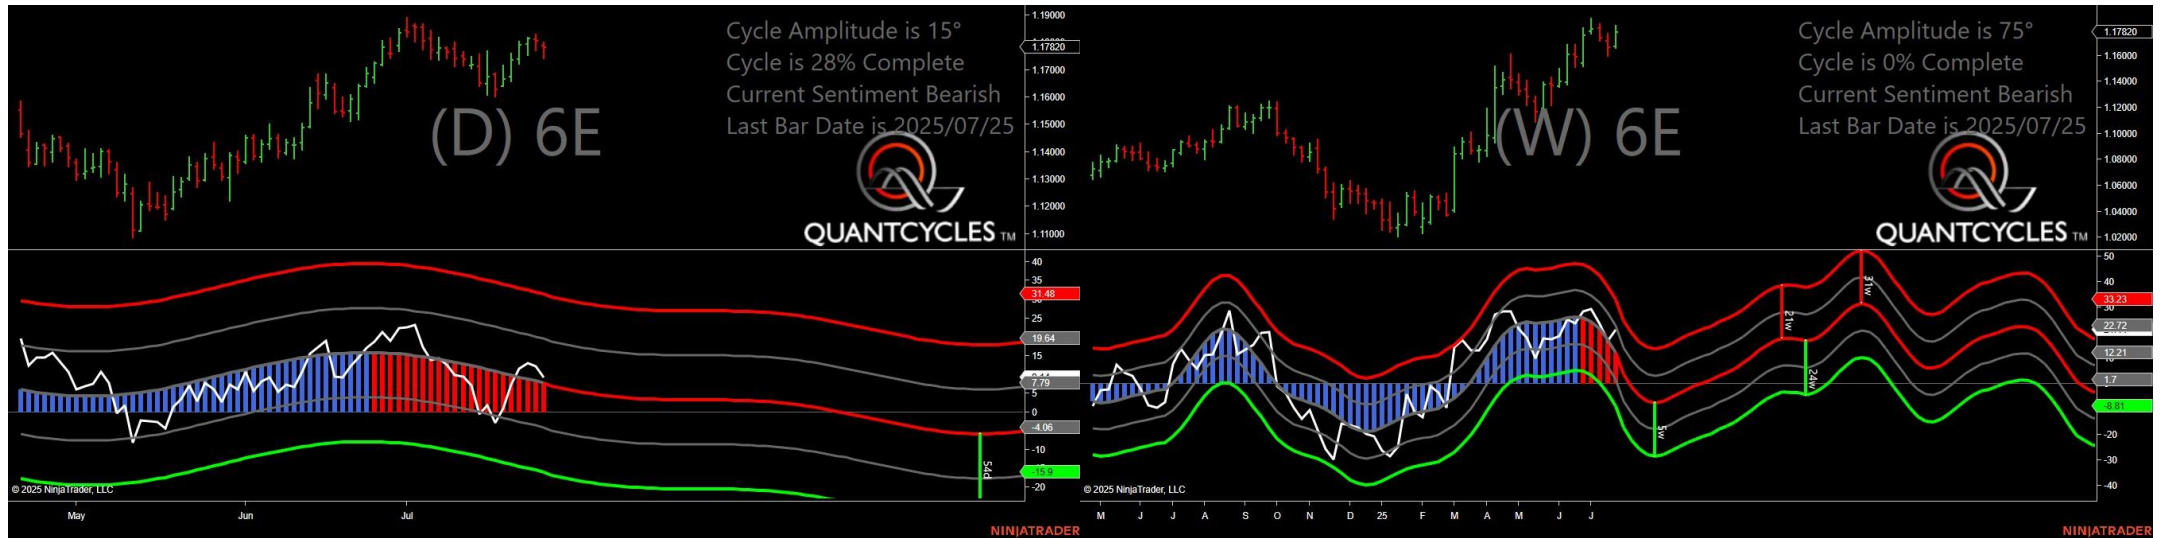 Cycle Amplitude is 15°
Cycle is 28% Complete
Current Sentiment Bearish
Last Bar Date is 2025/07/25
(D) 6E
QUANTCYCLES TM
1.19000
1.17820
1.17000
1.16000
1.15000
1.14000
1.13000
1.12000
1.11000
40
35
31.48
25
19.64
15
7.79
5
0
-4.06
-10
-15.9
-20
54d
© 2025 NinjaTrader, LLC
May Jun Jul
NINJATRADER
Cycle Amplitude is 75°
Cycle is 0% Complete
Current Sentiment Bearish
Last Bar Date is 2025/07/25
(W) 6E
QUANTCYCLES TM
1.17820
1.16000
1.14000
1.12000
1.10000
1.08000
1.06000
1.04000
1.02000
50
40
33.23
30
22.72
12.21
1.7
-8.81
-20
-30
-40
5w
21w
24w
31w
© 2025 NinjaTrader, LLC
M J J A S O N D 25 F M A M J J
NINJATRADER